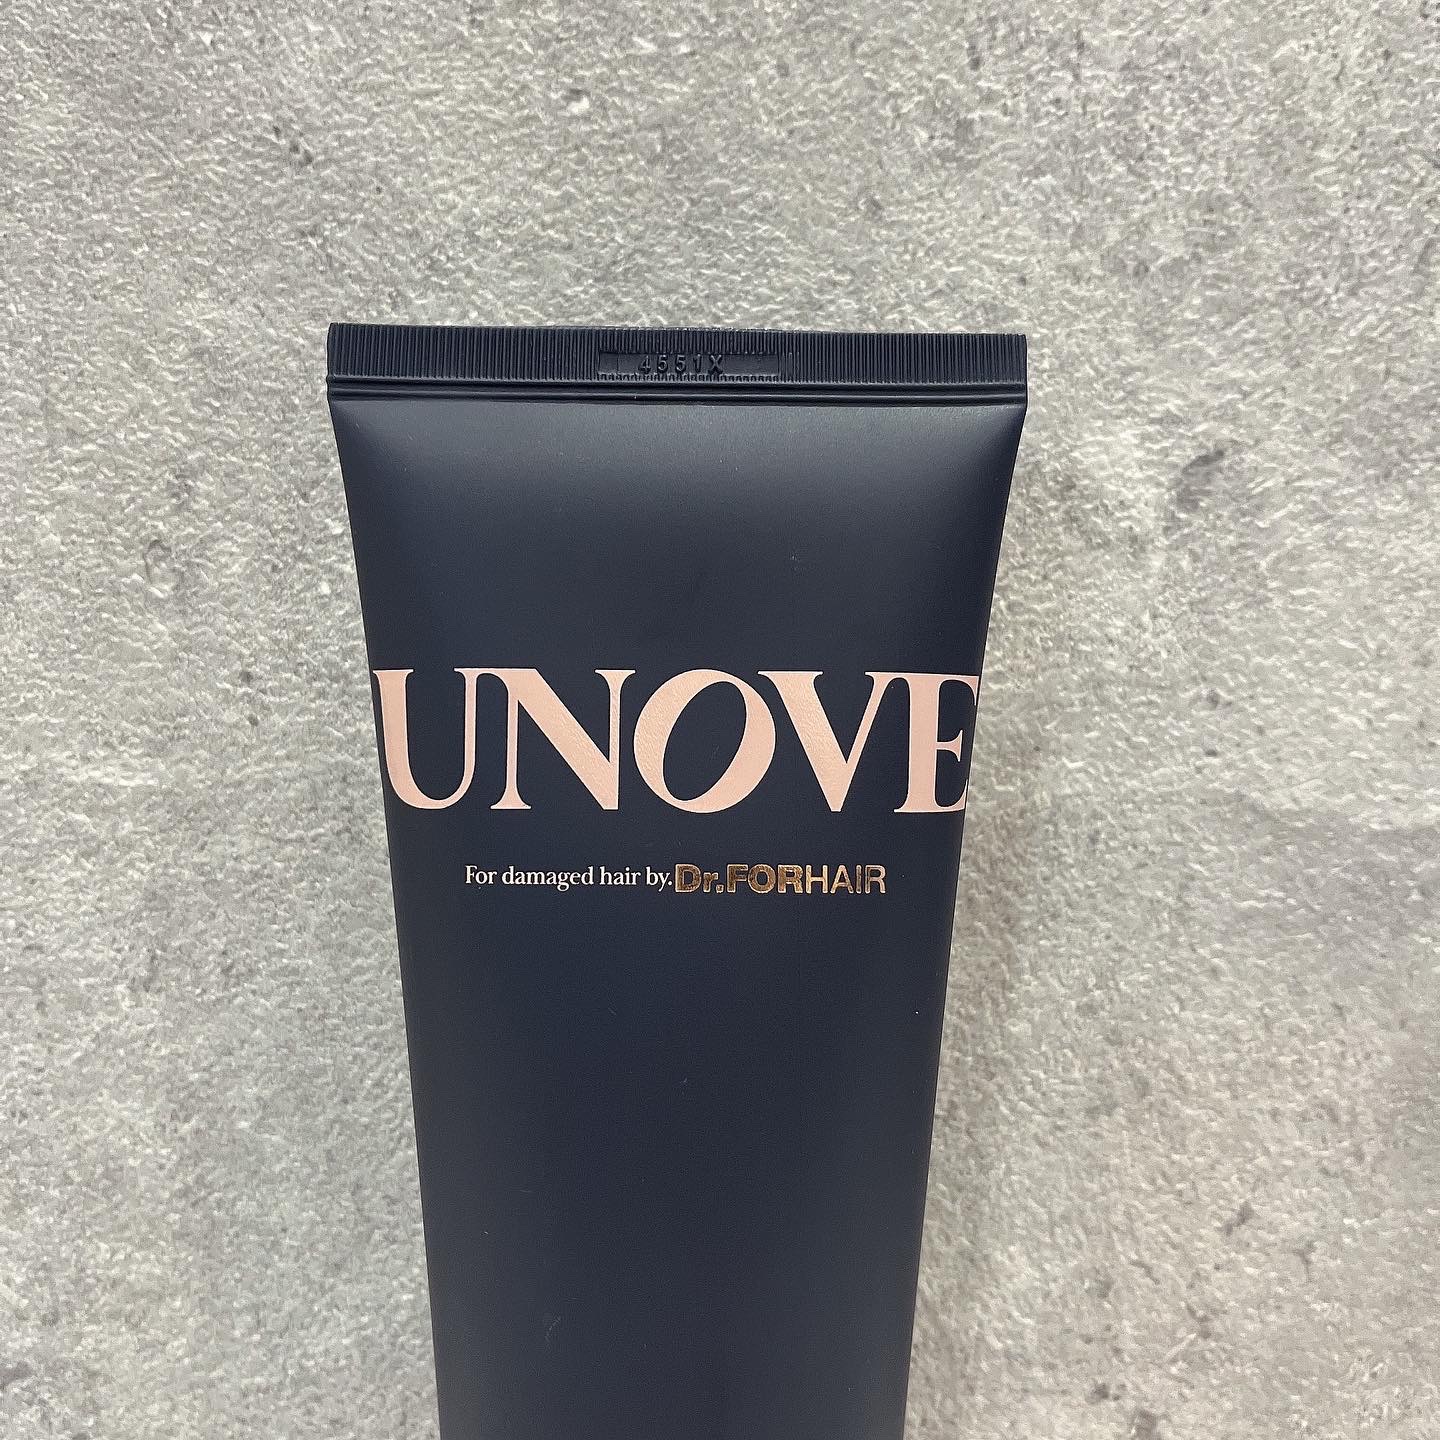 4551X
UNOVE
For damaged hair by. Dr.FORHAIR